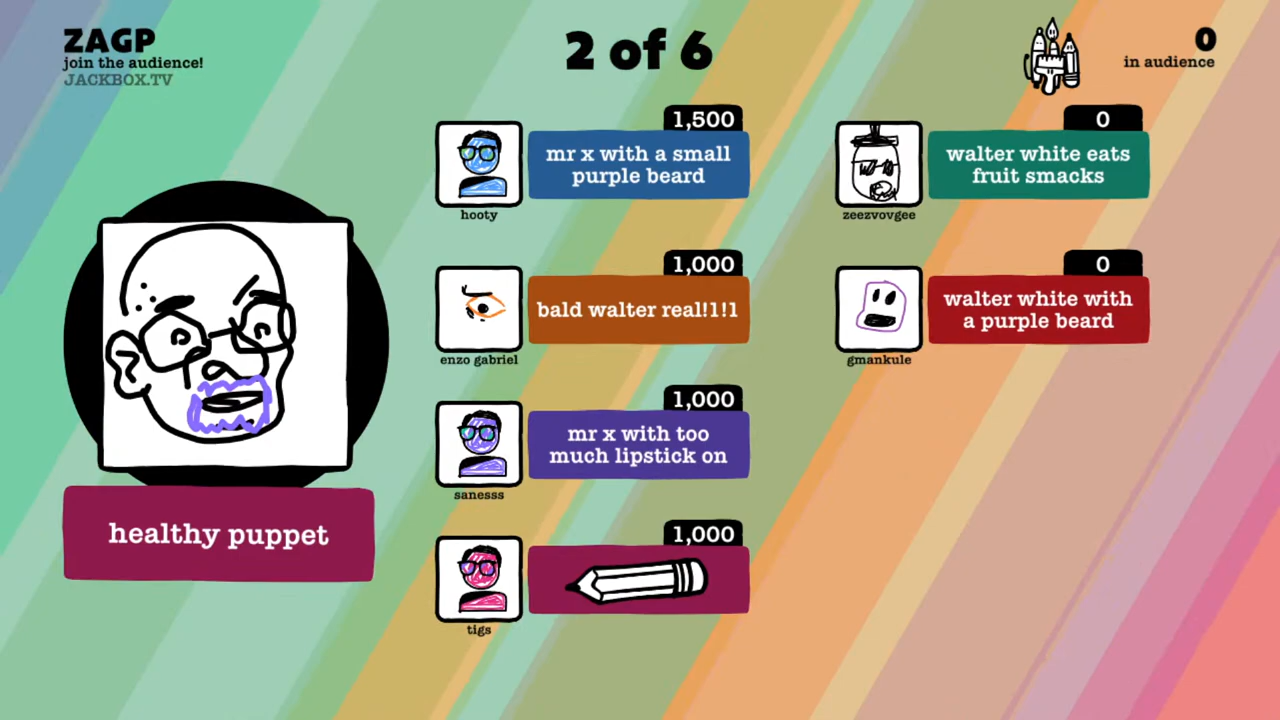 ZAGP
join the audience!
JACKBOX.TV
2 of 6
0
in audience
healthy puppet
1,500
mr x with a small
purple beard
hooty
1,000
bald walter real!1!1
enzo gabriel
1,000
mr x with too
much lipstick on
sanesss
1,000
tigs
0
walter white eats
fruit smacks
zeezvovgee
0
walter white with
a purple beard
gmankule